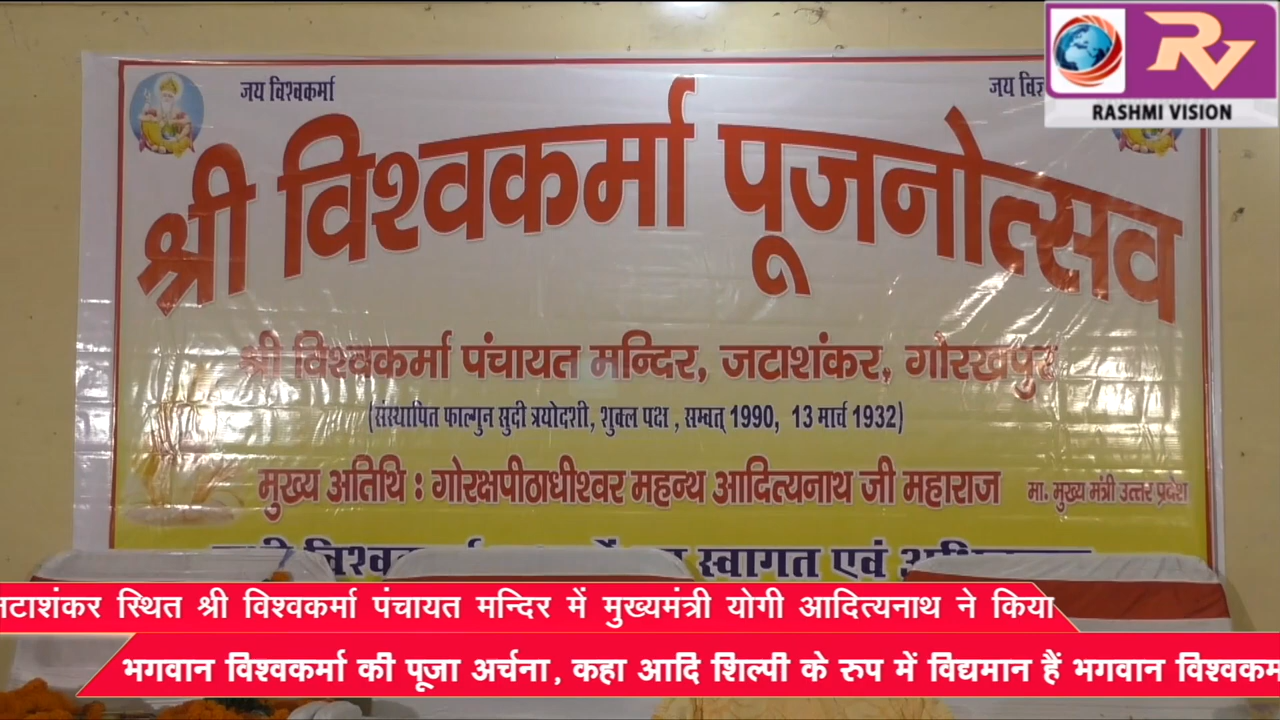 जय विश्वकर्मा
RV
RASHMI VISION
श्री विश्वकर्मा पूजनोत्सव
श्री विश्वकर्मा पंचायत मन्दिर, जटाशंकर, गोरखपुर
(संस्थापित फाल्गुन सुदी त्रयोदशी, शुक्ल पक्ष , सम्वत् 1990, 13 मार्च 1932)
मुख्य अतिथि : गोरक्षपीठाधीश्वर महन्थ आदित्यनाथ जी महाराज मा. मुख्य मंत्री उत्तर प्रदेश
स्वागत एवं
जटाशंकर स्थित श्री विश्वकर्मा पंचायत मन्दिर में मुख्यमंत्री योगी आदित्यनाथ ने किया
भगवान विश्वकर्मा की पूजा अर्चना, कहा आदि शिल्पी के रुप में विद्यमान हैं भगवान